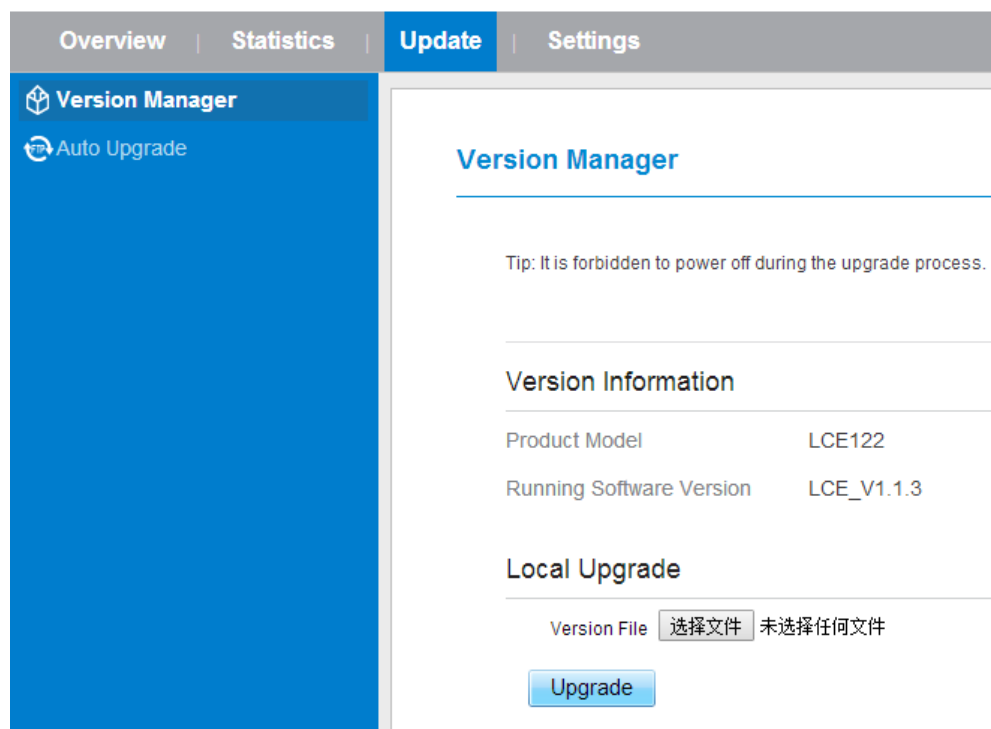 Overview | Statistics | Update | Settings
Version Manager
FTP Auto Upgrade
Version Manager
Tip: It is forbidden to power off during the upgrade process.
Version Information
Product Model LCE122
Running Software Version LCE_V1.1.3
Local Upgrade
Version File 选择文件 未选择任何文件
Upgrade